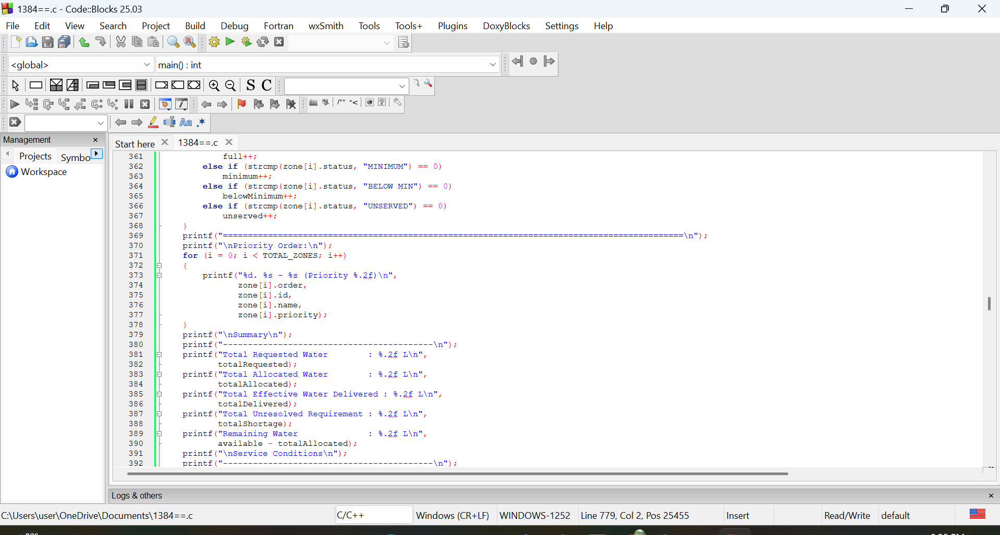 1384==.c - Code::Blocks 25.03
File Edit View Search Project Build Debug Fortran wxSmith Tools Tools+ Plugins DoxyBlocks Settings Help
<global> main() : int
S C
/** *<
Aa .*
Management
Start here 1384==.c
Projects Symbo
Workspace
361 full++;
362 else if (strcmp(zone[i].status, "MINIMUM") == 0)
363 minimum++;
364 else if (strcmp(zone[i].status, "BELOW MIN") == 0)
365 belowMinimum++;
366 else if (strcmp(zone[i].status, "UNSERVED") == 0)
367 unserved++;
368 }
369 printf("============================================================================================\n");
370 printf("\nPriority Order:\n");
371 for (i = 0; i < TOTAL_ZONES; i++)
372 {
373 printf("%d. %s - %s (Priority %.2f)\n",
374 zone[i].order,
375 zone[i].id,
376 zone[i].name,
377 zone[i].priority);
378 }
379 printf("\nSummary\n");
380 printf("------------------------------------------\n");
381 printf("Total Requested Water : %.2f L\n",
382 totalRequested);
383 printf("Total Allocated Water : %.2f L\n",
384 totalAllocated);
385 printf("Total Effective Water Delivered : %.2f L\n",
386 totalDelivered);
387 printf("Total Unresolved Requirement : %.2f L\n",
388 totalShortage);
389 printf("Remaining Water : %.2f L\n",
390 available - totalAllocated);
391 printf("\nService Conditions\n");
392 printf("------------------------------------------\n");
Logs & others
C:\Users\user\OneDrive\Documents\1384==.c C/C++ Windows (CR+LF) WINDOWS-1252 Line 779, Col 2, Pos 25455 Insert Read/Write default